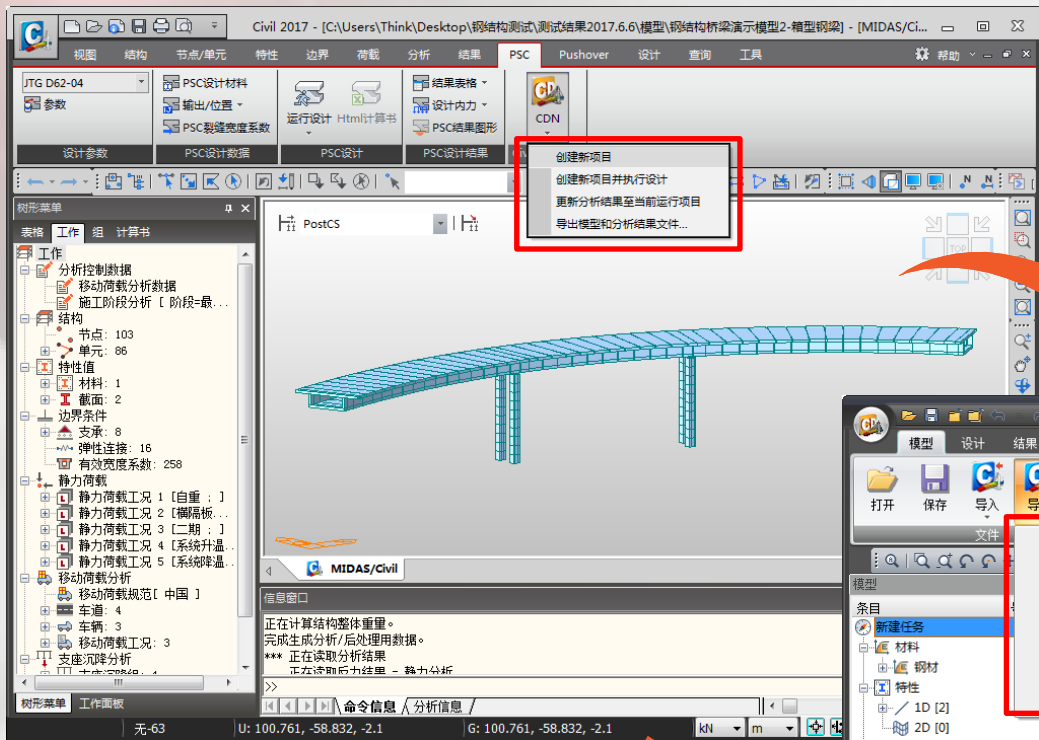 Civil 2017 - [C:\Users\Think\Desktop\钢结构测试\测试结果2017.6.6\模型\钢结构桥梁演示模型2-箱型钢梁] - [MIDAS/Ci...
视图 结构 节点/单元 特性 边界 荷载 分析 结果 PSC Pushover 设计 查询 工具 帮助
JTG D62-04
参数
设计参数
PSC设计材料
输出/位置
PSC裂缝宽度系数
PSC设计数据
运行设计 Html计算书
PSC设计
结果表格
设计内力
PSC结果图形
PSC设计结果
CDN
创建新项目
创建新项目并执行设计
更新分析结果至当前运行项目
导出模型和分析结果文件...
树形菜单
表格 工作 组 计算书
工作
分析控制数据
移动荷载分析数据
施工阶段分析 [ 阶段=最...
结构
节点: 103
单元: 86
特性值
材料: 1
截面: 2
边界条件
支承: 8
弹性连接: 16
有效宽度系数: 258
静力荷载
静力荷载工况 1 [自重 ; ]
静力荷载工况 2 [横隔板...
静力荷载工况 3 [二期 ; ]
静力荷载工况 4 [系统升温..
静力荷载工况 5 [系统降温..
移动荷载分析
移动荷载规范[ 中国 ]
车道: 4
车辆: 3
移动荷载工况: 3
支座沉降分析
树形菜单 工作面板
PostCS
TOP
MIDAS/Civil
信息窗口
正在计算结构整体重量。
完成生成分析/后处理用数据。
*** 正在读取分析结果
正在读取反力结果 - 静力分析
>>
命令信息 分析信息
无-63
U: 100.761, -58.832, -2.1
G: 100.761, -58.832, -2.1
kN
m
模型 设计 结果
打开 保存 导入 导
文件
模型
条目
新建任务
材料
钢材
特性
1D [2]
2D [0]